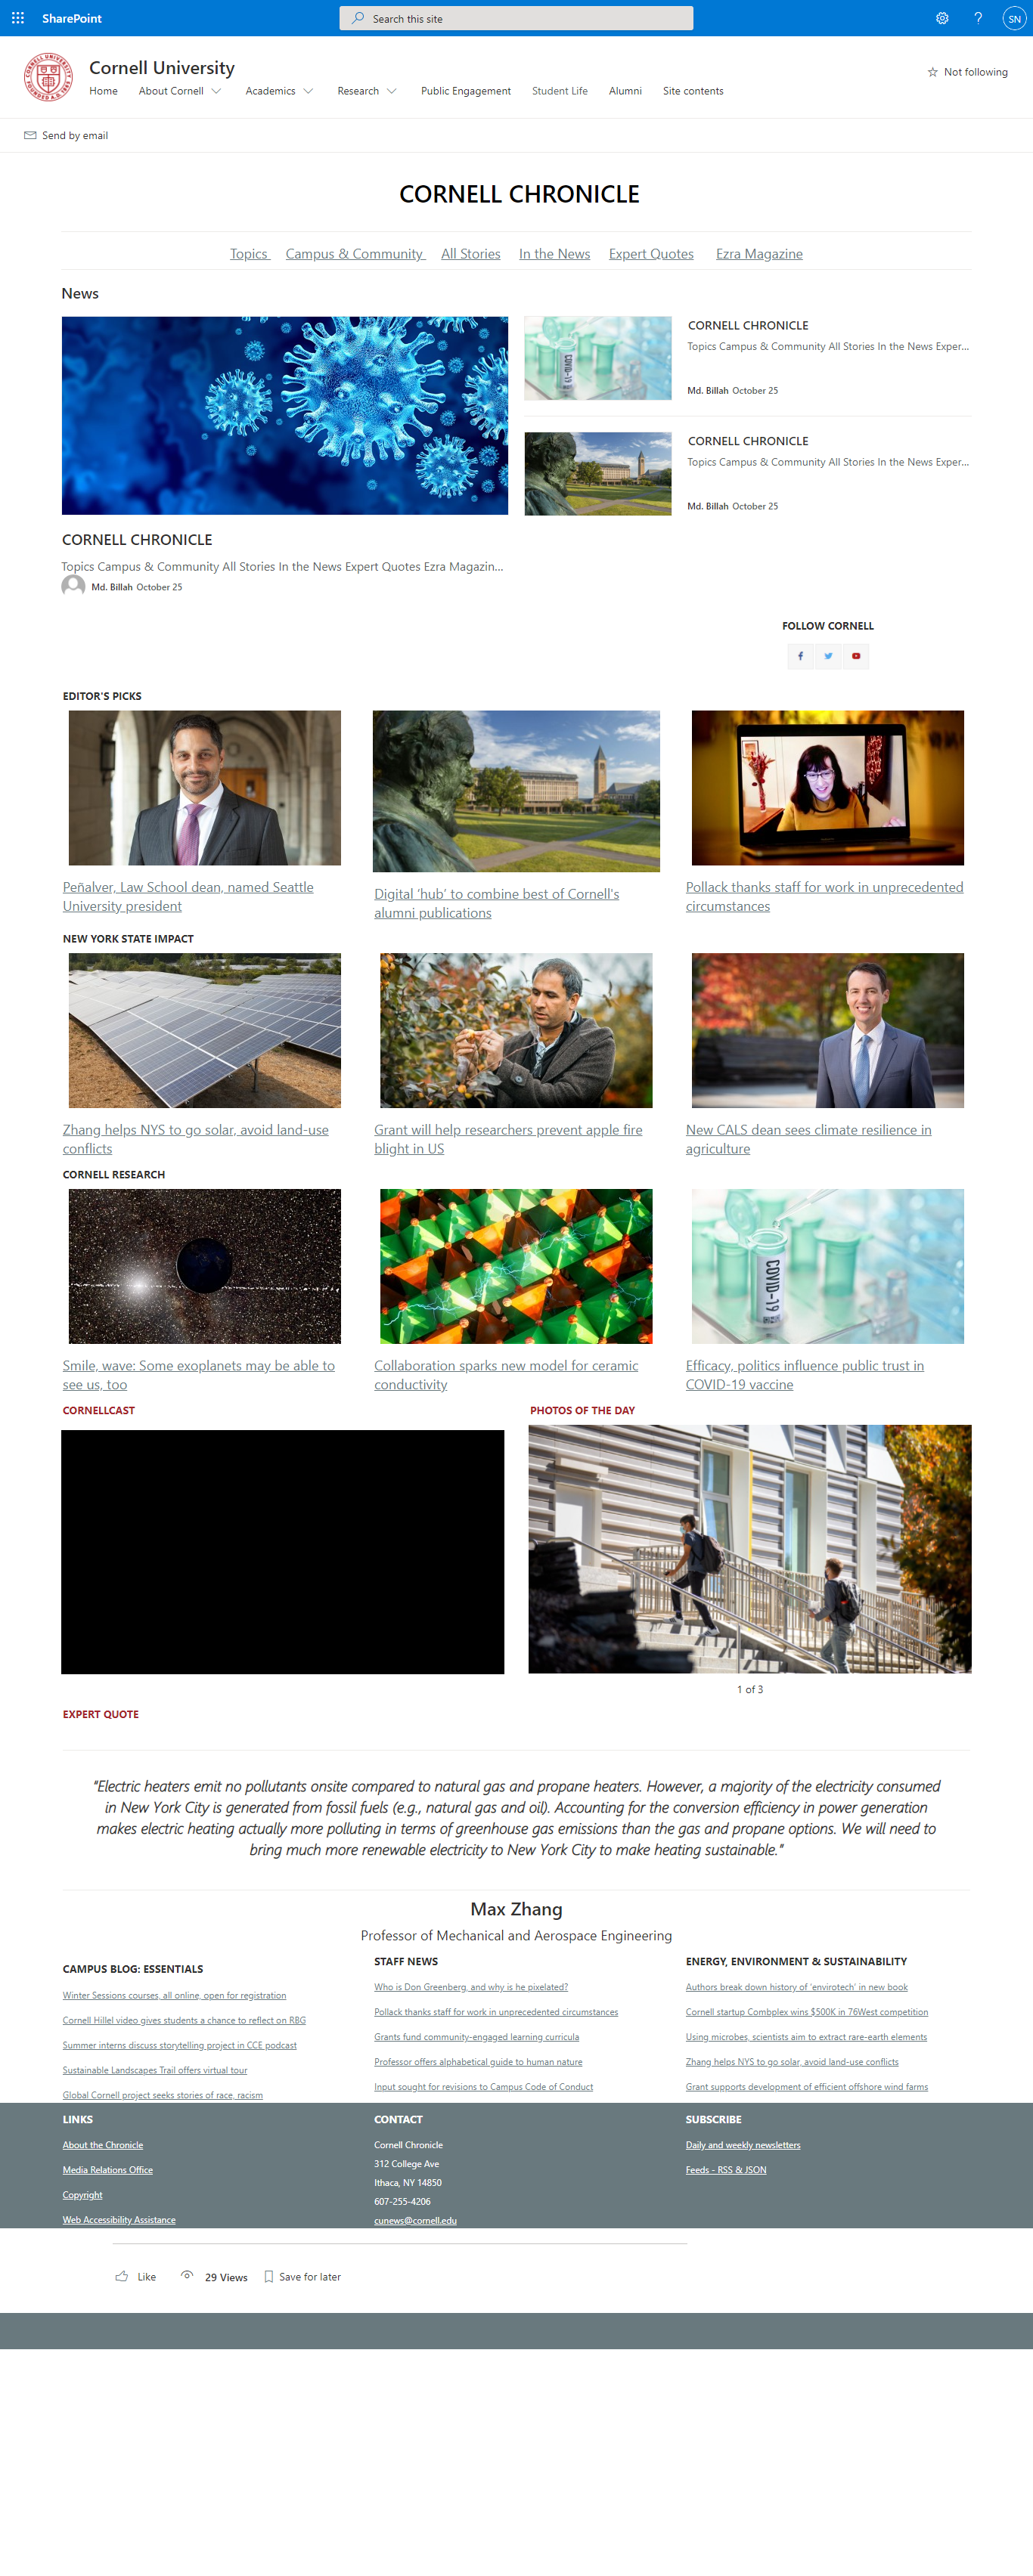 SharePoint
Search this site
SN
Cornell University
Home About Cornell Academics Research Public Engagement Student Life Alumni Site contents
Not following
Send by email
CORNELL CHRONICLE
Topics Campus & Community All Stories In the News Expert Quotes Ezra Magazine
News
CORNELL CHRONICLE
Topics Campus & Community All Stories In the News Expert Quotes Ezra Magazin...
Md. Billah October 25
COVID-19
CORNELL CHRONICLE
Topics Campus & Community All Stories In the News Exper...
Md. Billah October 25
CORNELL CHRONICLE
Topics Campus & Community All Stories In the News Exper...
Md. Billah October 25
FOLLOW CORNELL
EDITOR'S PICKS
Peñalver, Law School dean, named Seattle
University president
Digital ‘hub’ to combine best of Cornell's
alumni publications
Pollack thanks staff for work in unprecedented
circumstances
NEW YORK STATE IMPACT
Zhang helps NYS to go solar, avoid land-use
conflicts
Grant will help researchers prevent apple fire
blight in US
New CALS dean sees climate resilience in
agriculture
CORNELL RESEARCH
COVID-19
Smile, wave: Some exoplanets may be able to
see us, too
Collaboration sparks new model for ceramic
conductivity
Efficacy, politics influence public trust in
COVID-19 vaccine
CORNELLCAST
PHOTOS OF THE DAY
1 of 3
EXPERT QUOTE
"Electric heaters emit no pollutants onsite compared to natural gas and propane heaters. However, a majority of the electricity consumed
in New York City is generated from fossil fuels (e.g., natural gas and oil). Accounting for the conversion efficiency in power generation
makes electric heating actually more polluting in terms of greenhouse gas emissions than the gas and propane options. We will need to
bring much more renewable electricity to New York City to make heating sustainable."
Max Zhang
Professor of Mechanical and Aerospace Engineering
CAMPUS BLOG: ESSENTIALS
Winter Sessions courses, all online, open for registration
Cornell Hillel video gives students a chance to reflect on RBG
Summer interns discuss storytelling project in CCE podcast
Sustainable Landscapes Trail offers virtual tour
Global Cornell project seeks stories of race, racism
STAFF NEWS
Who is Don Greenberg, and why is he pixelated?
Pollack thanks staff for work in unprecedented circumstances
Grants fund community-engaged learning curricula
Professor offers alphabetical guide to human nature
Input sought for revisions to Campus Code of Conduct
ENERGY, ENVIRONMENT & SUSTAINABILITY
Authors break down history of 'envirotech' in new book
Cornell startup Combplex wins $500K in 76West competition
Using microbes, scientists aim to extract rare-earth elements
Zhang helps NYS to go solar, avoid land-use conflicts
Grant supports development of efficient offshore wind farms
LINKS
About the Chronicle
Media Relations Office
Copyright
Web Accessibility Assistance
CONTACT
Cornell Chronicle
312 College Ave
Ithaca, NY 14850
607-255-4206
cunews@cornell.edu
SUBSCRIBE
Daily and weekly newsletters
Feeds - RSS & JSON
Like 29 Views Save for later